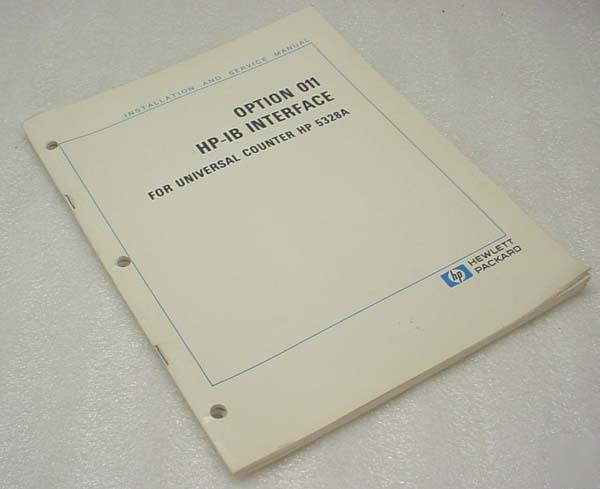 INSTALLATION AND SERVICE MANUAL
OPTION 011
HP-IB INTERFACE
FOR UNIVERSAL COUNTER HP 5328A
hp
HEWLETT
PACKARD